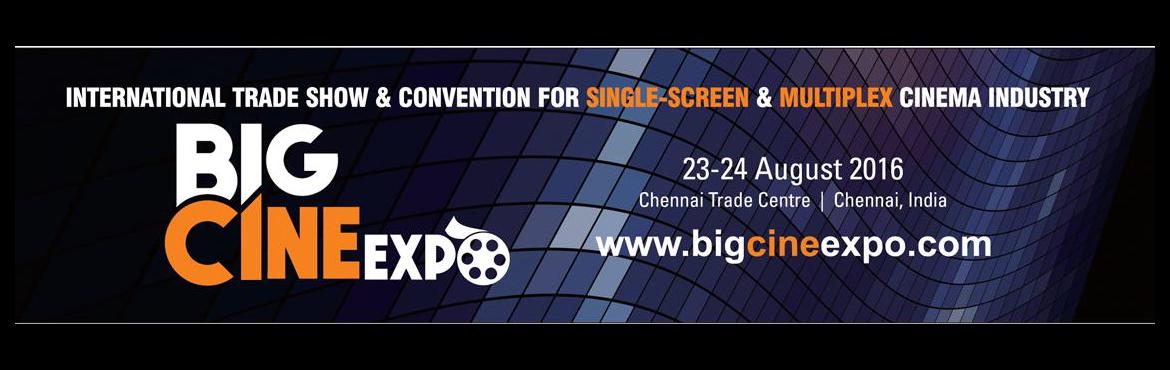 INTERNATIONAL TRADE SHOW & CONVENTION FOR SINGLE-SCREEN & MULTIPLEX CINEMA INDUSTRY
BIG
CINE EXPO
23-24 August 2016
Chennai Trade Centre | Chennai, India
www.bigcineexpo.com